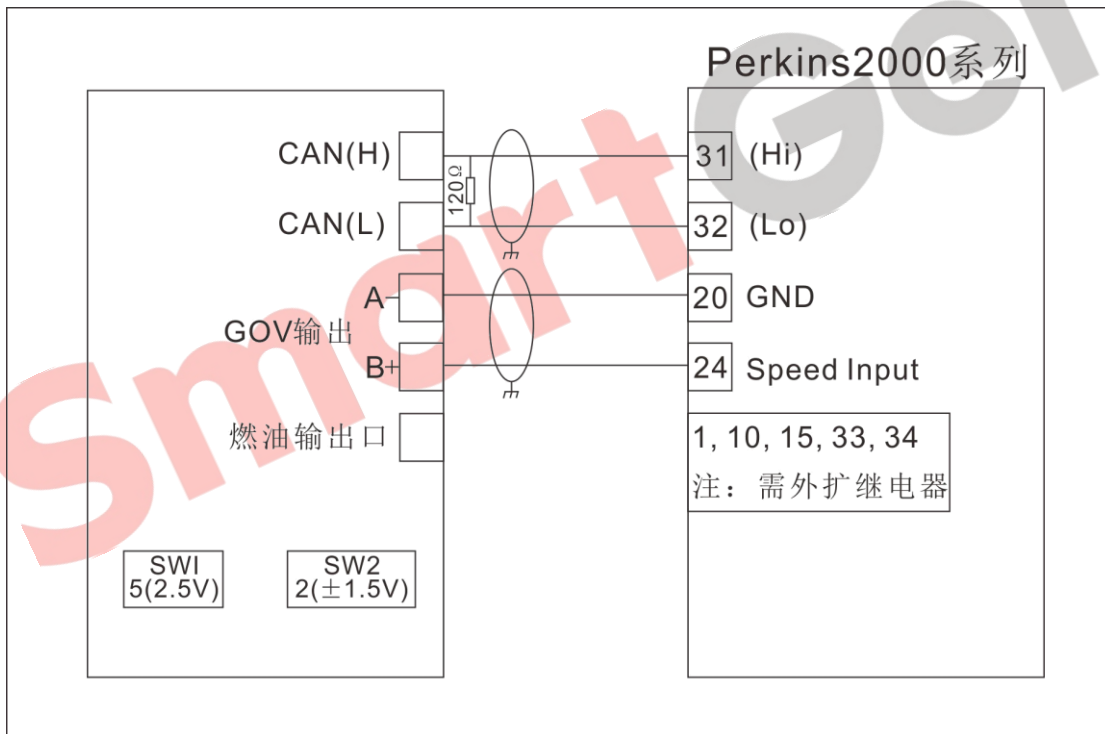 Perkins2000系列
CAN(H)
120Ω
31 (Hi)
CAN(L)
32 (Lo)
A-
20 GND
GOV输出
B+
24 Speed Input
燃油输出口
1, 10, 15, 33, 34
注：需外扩继电器
SWI
5(2.5V)
SW2
2(±1.5V)
SmartGen